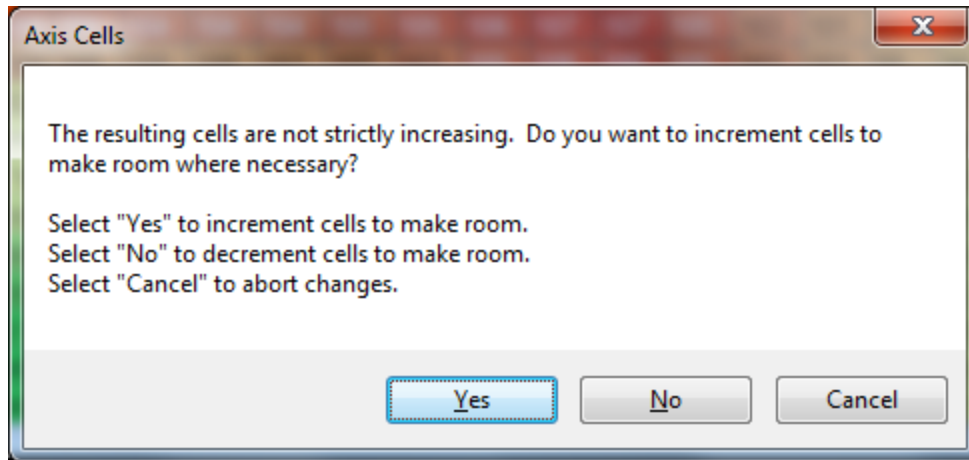 Axis Cells
The resulting cells are not strictly increasing.  Do you want to increment cells to
make room where necessary?
Select "Yes" to increment cells to make room.
Select "No" to decrement cells to make room.
Select "Cancel" to abort changes.
Yes
No
Cancel